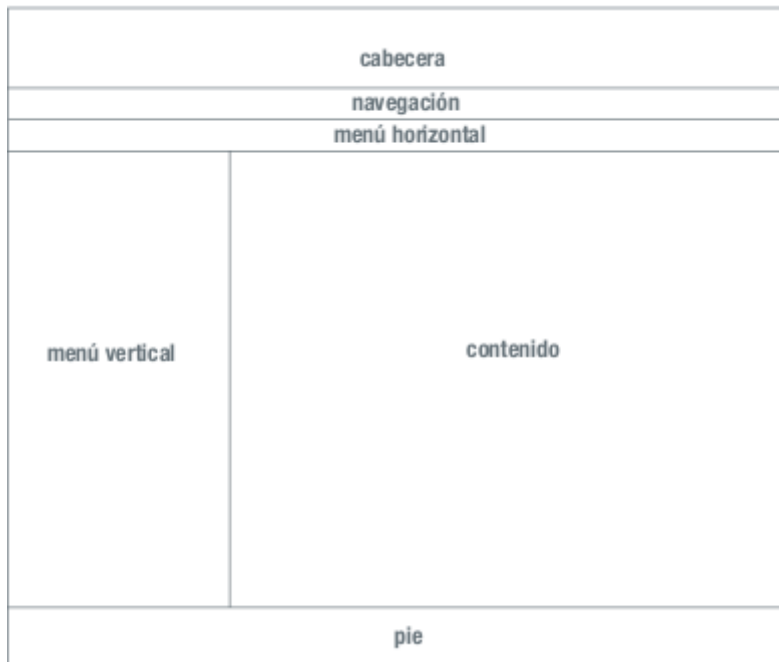 cabecera
navegación
menú horizontal
menú vertical
contenido
pie